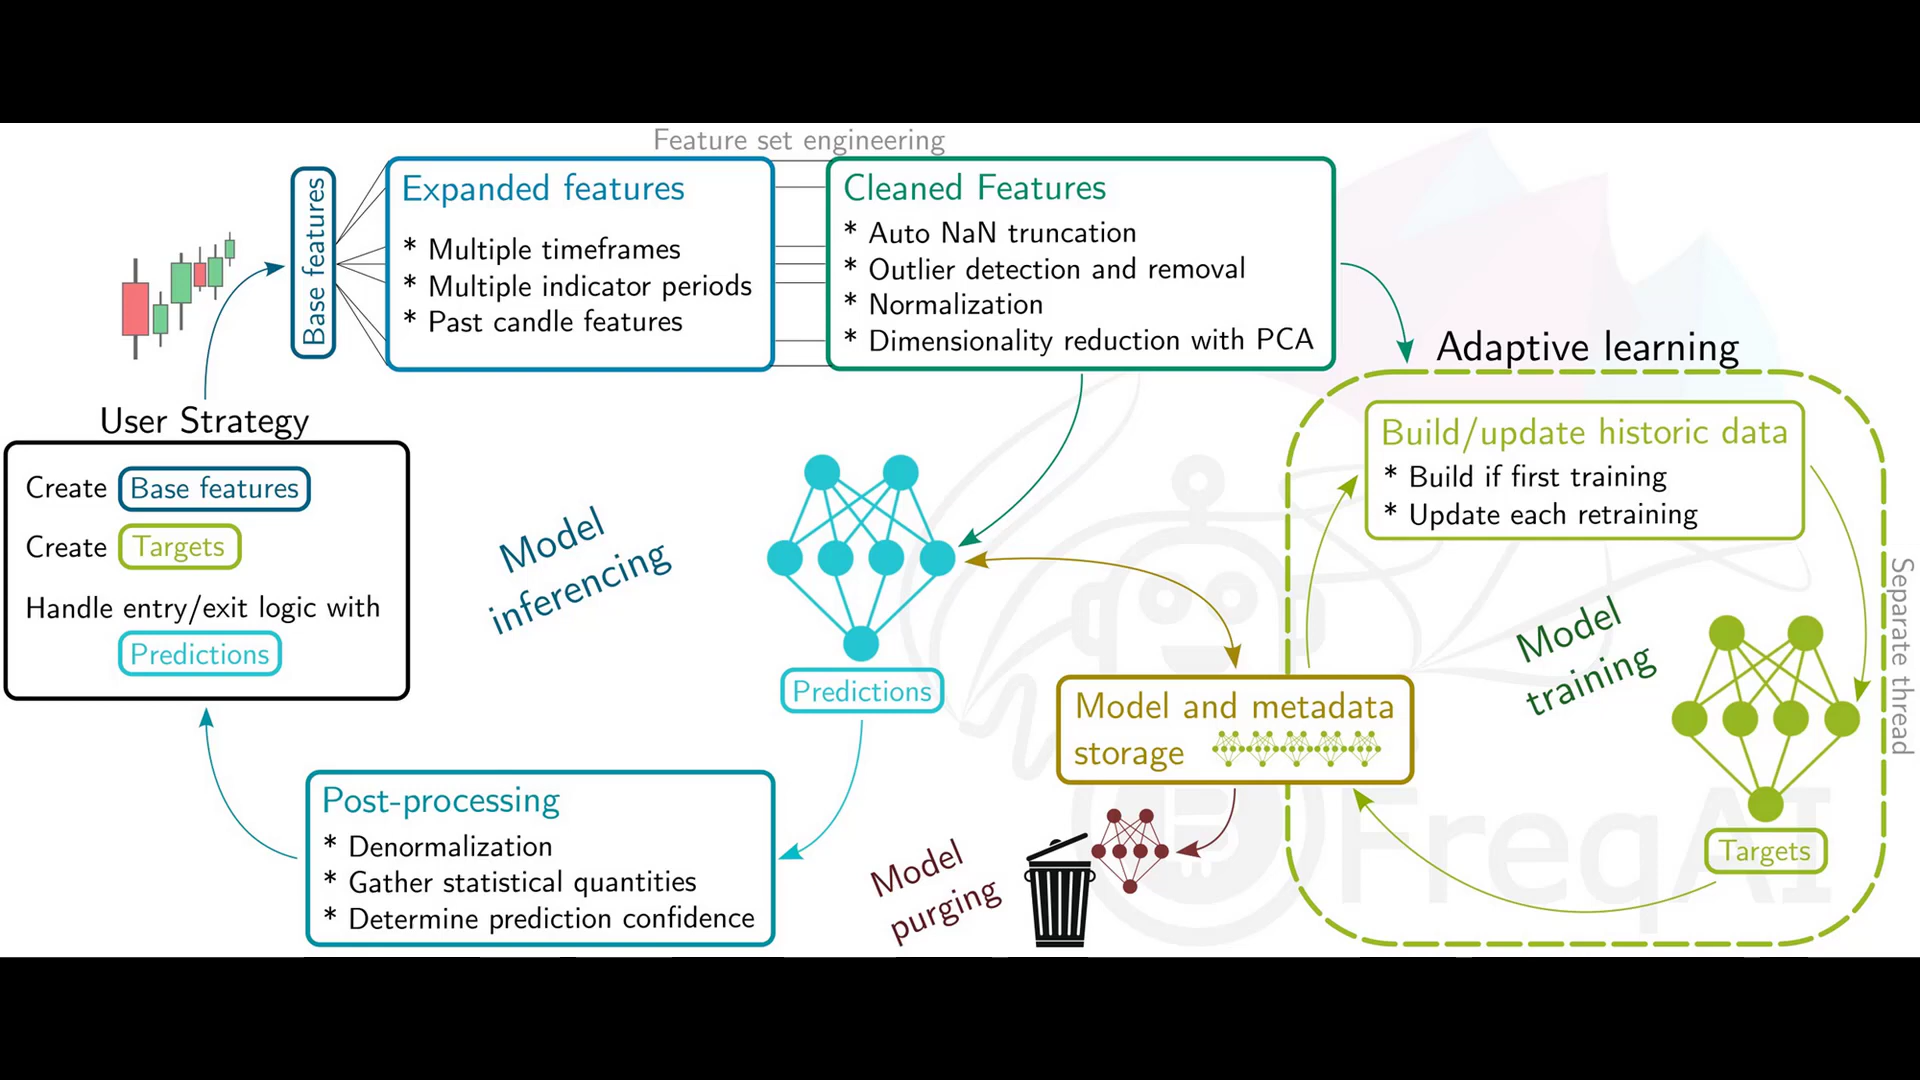 Feature set engineering
Base features
Expanded features
* Multiple timeframes
* Multiple indicator periods
* Past candle features
Cleaned Features
* Auto NaN truncation
* Outlier detection and removal
* Normalization
* Dimensionality reduction with PCA
User Strategy
Create Base features
Create Targets
Handle entry/exit logic with
Predictions
Model
inferencing
Predictions
Adaptive learning
Build/update historic data
* Build if first training
* Update each retraining
Separate thread
Model
training
Targets
Model and metadata
storage
Model
purging
Post-processing
* Denormalization
* Gather statistical quantities
* Determine prediction confidence
FreqAI